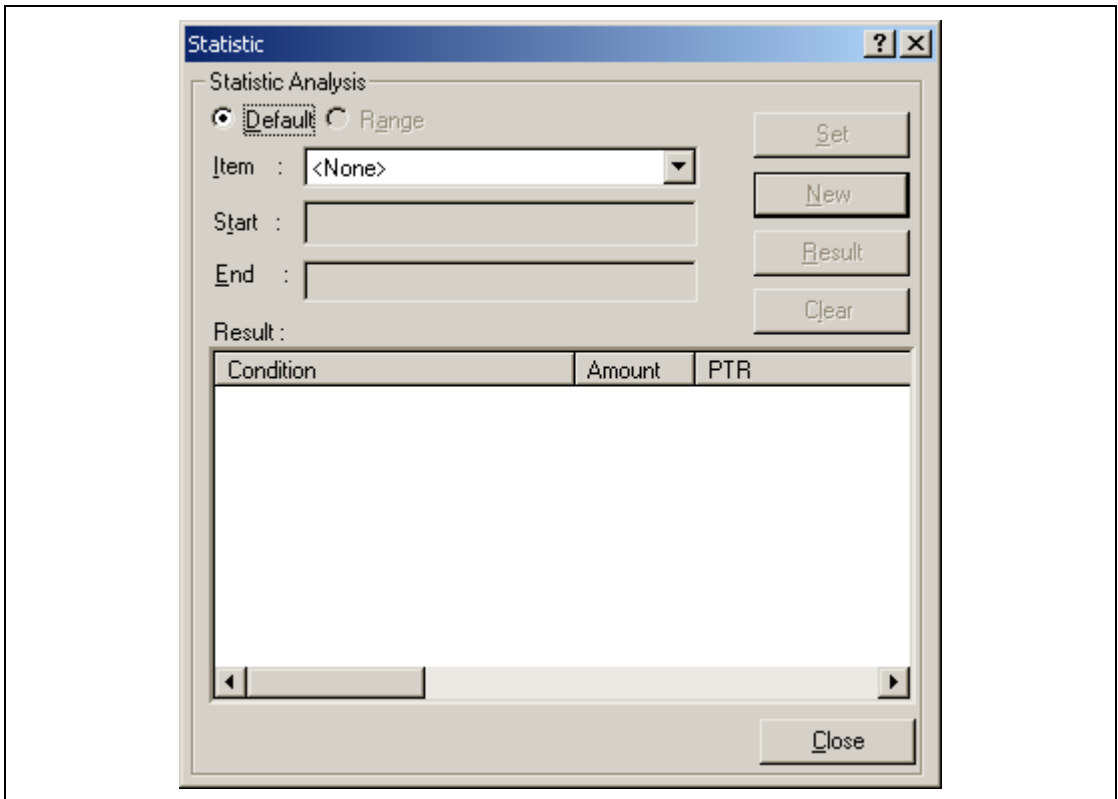 Statistic
Statistic Analysis
Default Range
Set
Item : <None>
New
Start :
Result
End :
Clear
Result :
Condition Amount PTR
Close